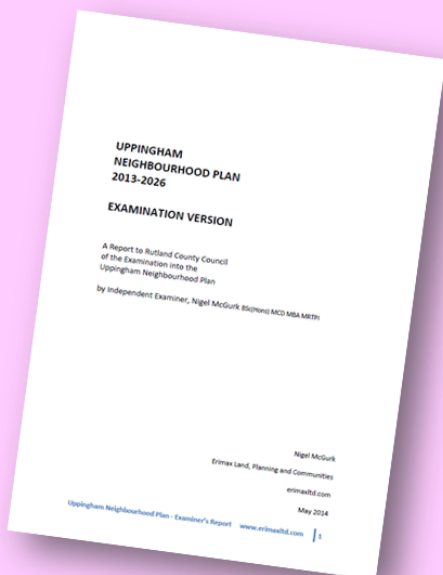 UPPINGHAM
NEIGHBOURHOOD PLAN
2013-2026
EXAMINATION VERSION
A Report to Rutland County Council
of the Examination into the
Uppingham Neighbourhood Plan
by Independent Examiner, Nigel McGurk BSc(Hons) MCD MBA MRTPI
Nigel McGurk
Erimax Land, Planning and Communities
erimaxltd.com
May 2014
Uppingham Neighbourhood Plan - Examiner's Report www.erimaxltd.com 1